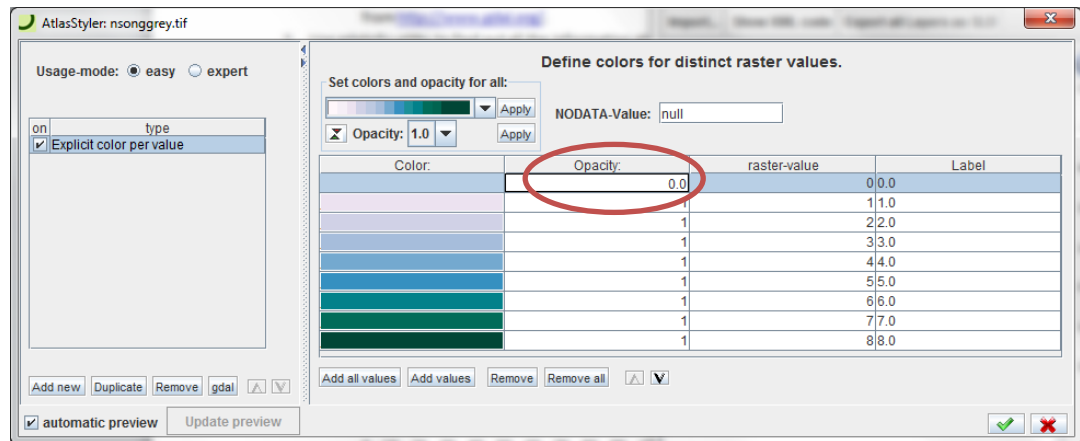 AtlasStyler: nsonggrey.tif
Usage-mode: easy expert
on type
Explicit color per value
Add new Duplicate Remove gdal
automatic preview Update preview
Define colors for distinct raster values.
Set colors and opacity for all:
Apply
NODATA-Value: null
Opacity: 1.0 Apply
Color: Opacity: raster-value Label
0.0 0 0.0
1 1 1.0
1 2 2.0
1 3 3.0
1 4 4.0
1 5 5.0
1 6 6.0
1 7 7.0
1 8 8.0
Add all values Add values Remove Remove all